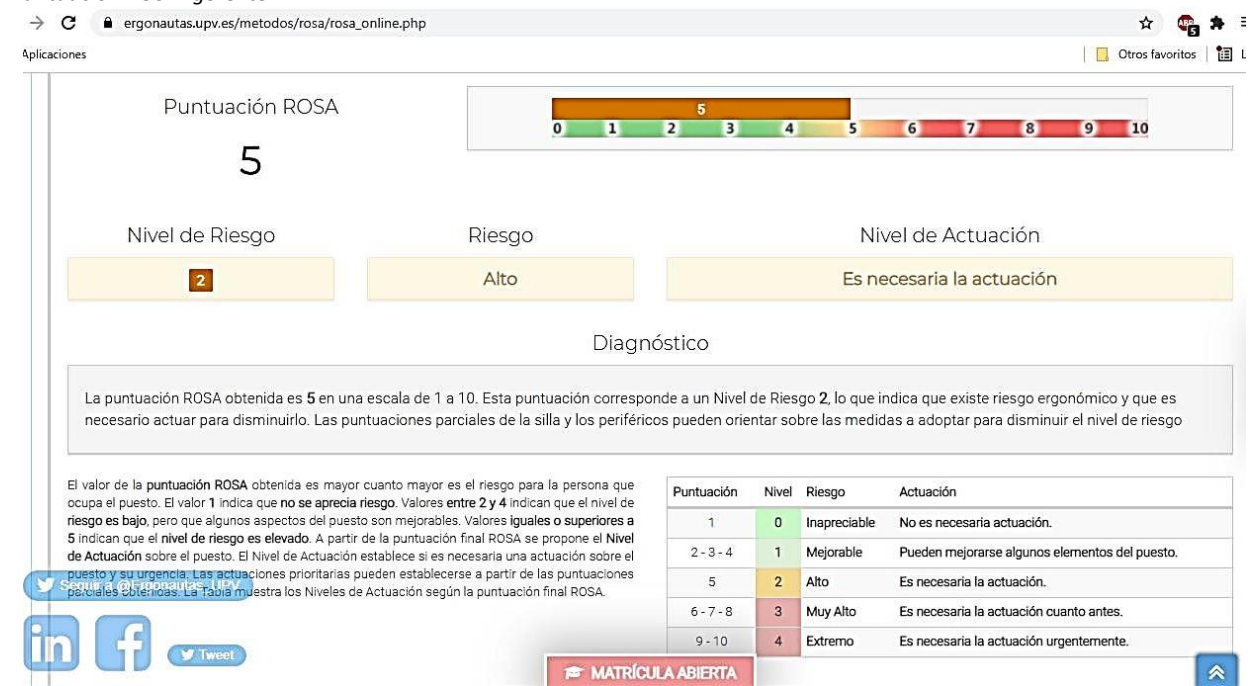 ergonautas.upv.es/metodos/rosa/rosa_online.php
Aplicaciones
Otros favoritos
Puntuación ROSA
5
5
0 1 2 3 4 5 6 7 8 9 10
Nivel de Riesgo
Riesgo
Nivel de Actuación
2
Alto
Es necesaria la actuación
Diagnóstico
La puntuación ROSA obtenida es 5 en una escala de 1 a 10. Esta puntuación corresponde a un Nivel de Riesgo 2, lo que indica que existe riesgo ergonómico y que es
necesario actuar para disminuirlo. Las puntuaciones parciales de la silla y los periféricos pueden orientar sobre las medidas a adoptar para disminuir el nivel de riesgo
El valor de la puntuación ROSA obtenida es mayor cuanto mayor es el riesgo para la persona que
ocupa el puesto. El valor 1 indica que no se aprecia riesgo. Valores entre 2 y 4 indican que el nivel de
riesgo es bajo, pero que algunos aspectos del puesto son mejorables. Valores iguales o superiores a
5 indican que el nivel de riesgo es elevado. A partir de la puntuación final ROSA se propone el Nivel
de Actuación sobre el puesto. El Nivel de Actuación establece si es necesaria una actuación sobre el
puesto y su urgencia. Las actuaciones prioritarias pueden establecerse a partir de las puntuaciones
parciales obtenidas. La Tabla muestra los Niveles de Actuación según la puntuación final ROSA.
Puntuación Nivel Riesgo Actuación
1 0 Inapreciable No es necesaria actuación.
2 - 3 - 4 1 Mejorable Pueden mejorarse algunos elementos del puesto.
5 2 Alto Es necesaria la actuación.
6 - 7 - 8 3 Muy Alto Es necesaria la actuación cuanto antes.
9 - 10 4 Extremo Es necesaria la actuación urgentemente.
Seguir a @Ergonautas_UPV
in f Tweet
MATRÍCULA ABIERTA